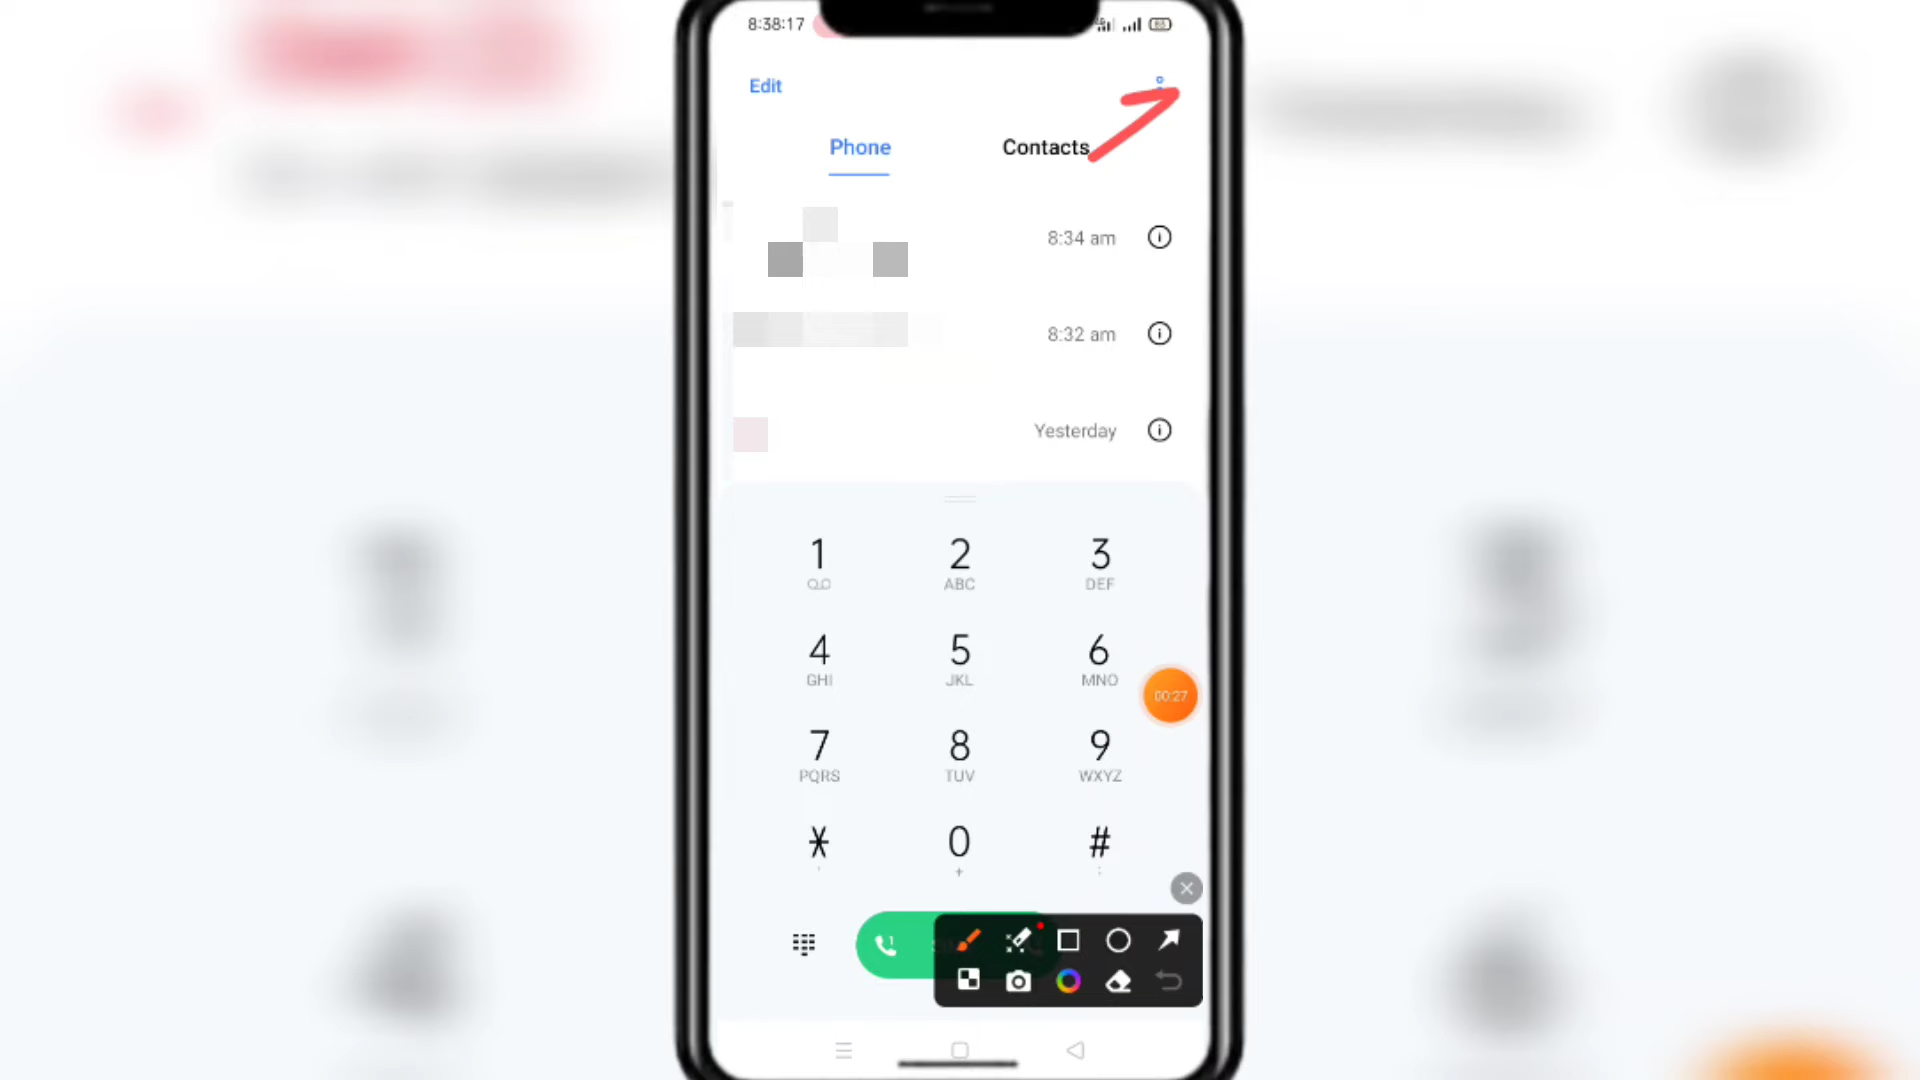 8:38:17
Edit
Phone
Contacts
8:34 am
8:32 am
Yesterday
1
2
ABC
3
DEF
4
GHI
5
JKL
6
MNO
00:27
7
PQRS
8
TUV
9
WXYZ
*
,
0
+
#
;
1